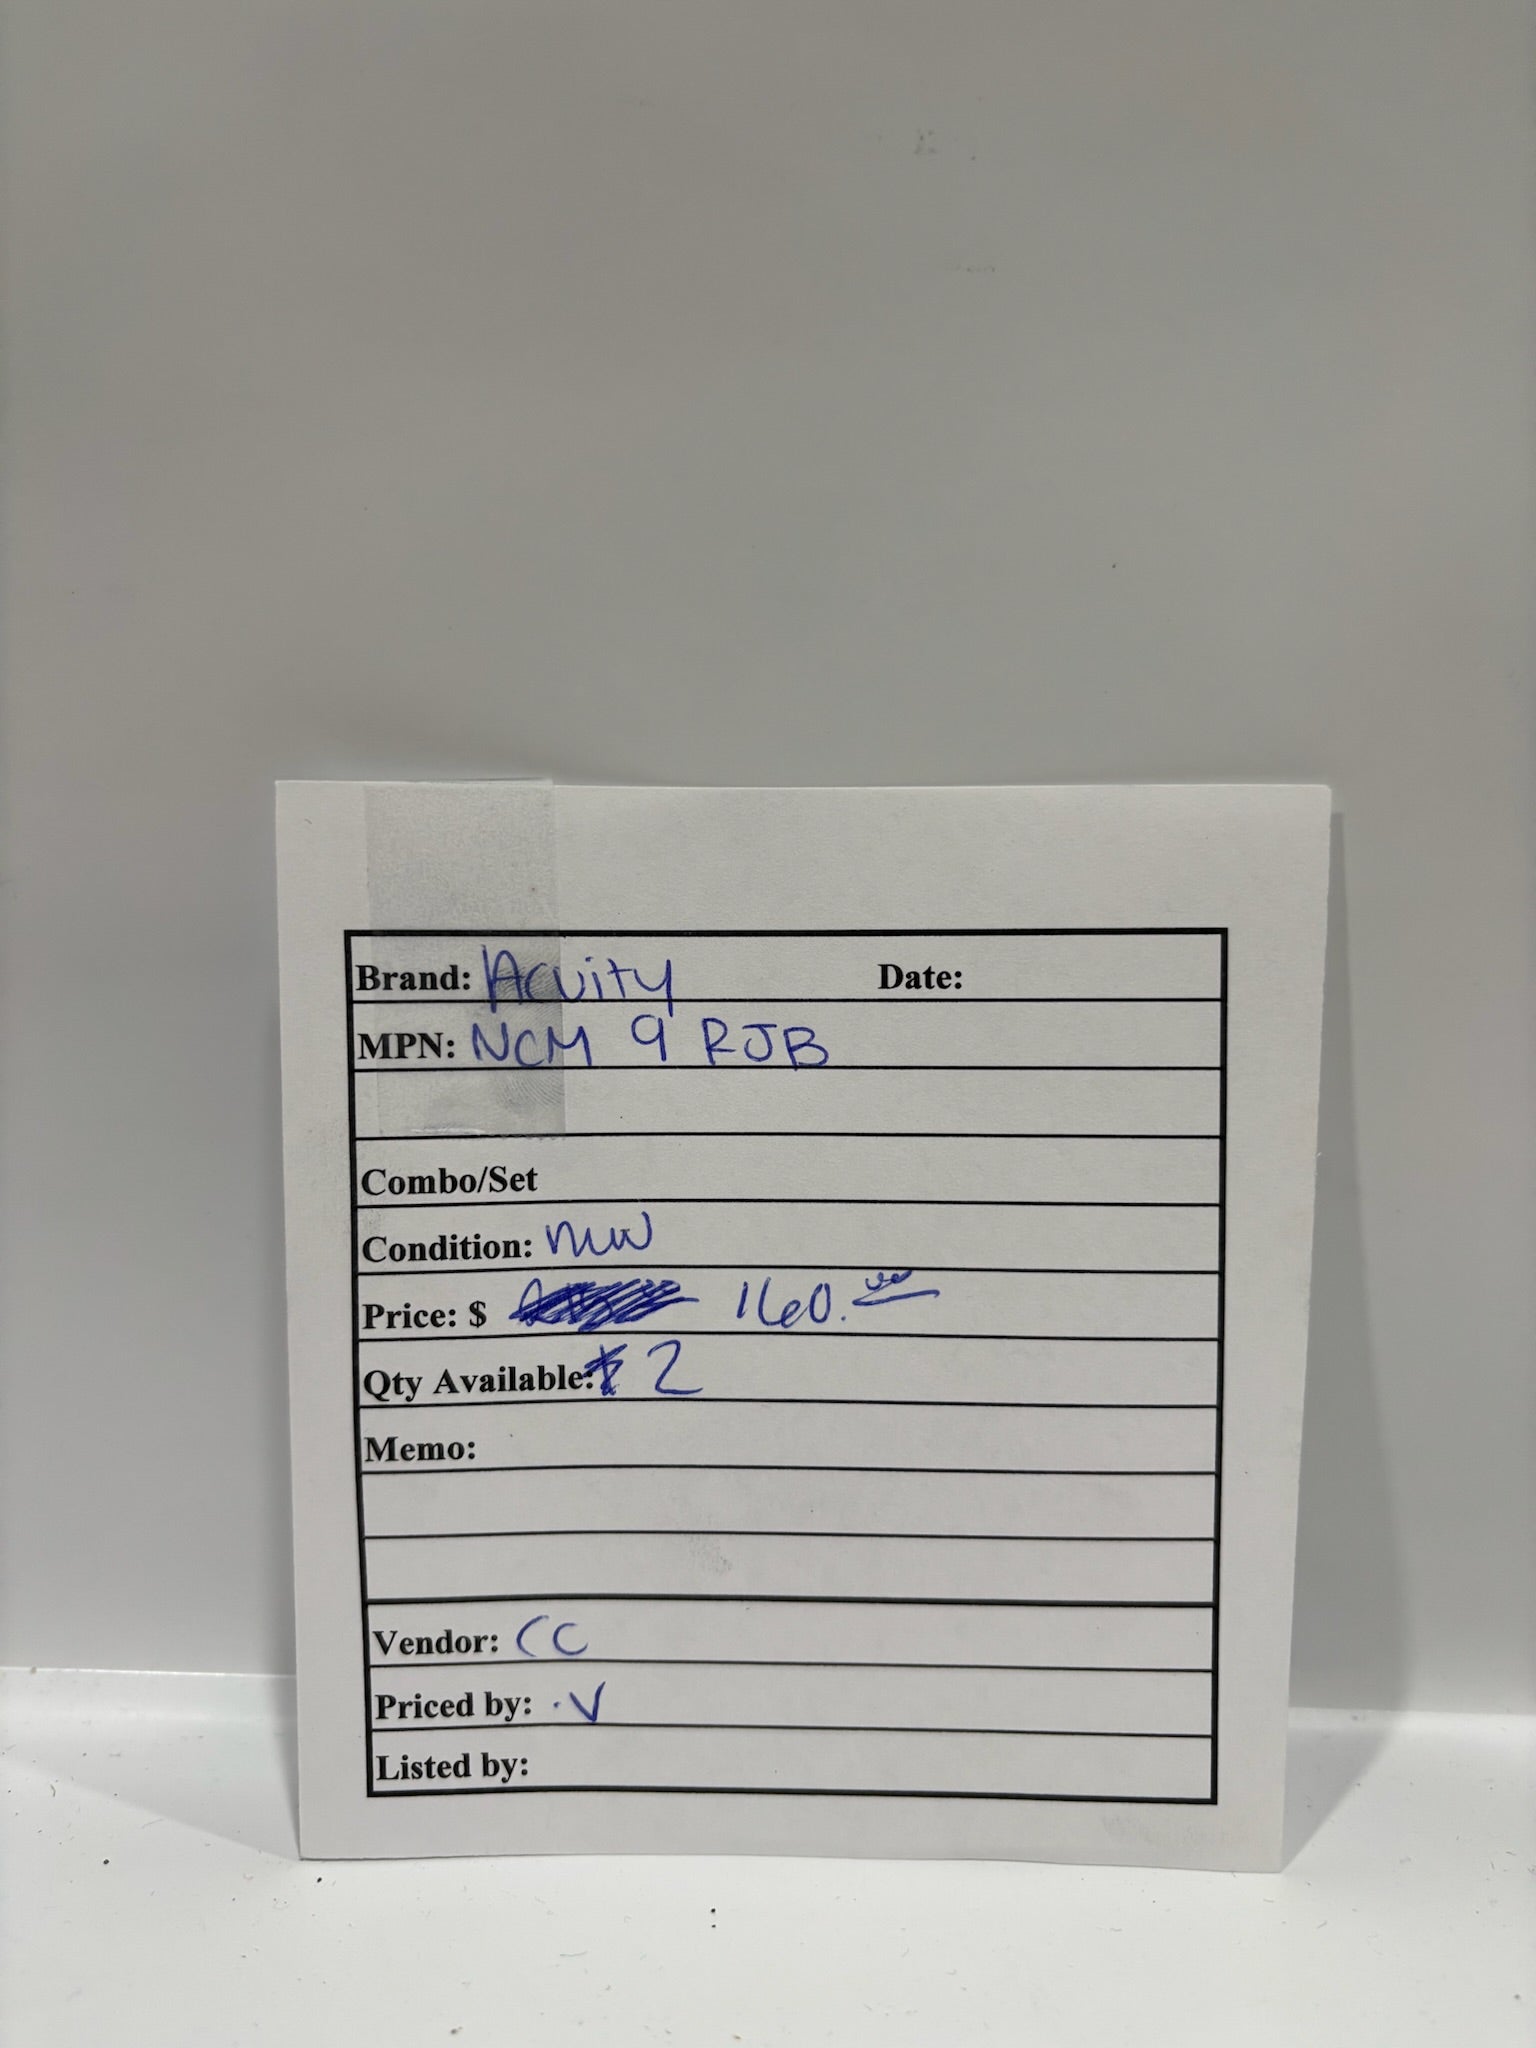 Brand: Acuity Date:
MPN: NCM 9 RJB
Combo/Set
Condition: new
Price: $ 160.00
Qty Available: 2
Memo:
Vendor: CC
Priced by: .V
Listed by: